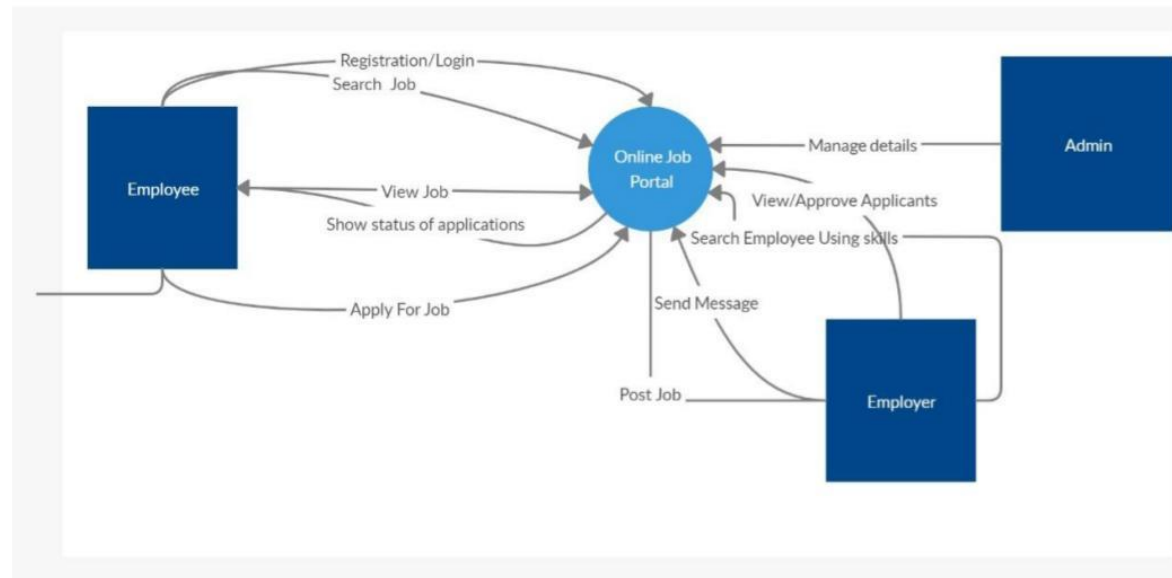 Registration/Login
Search Job
Employee
Online Job
Portal
Manage details
Admin
View Job
View/Approve Applicants
Show status of applications
Search Employee Using skills
Apply For Job
Send Message
Post Job
Employer